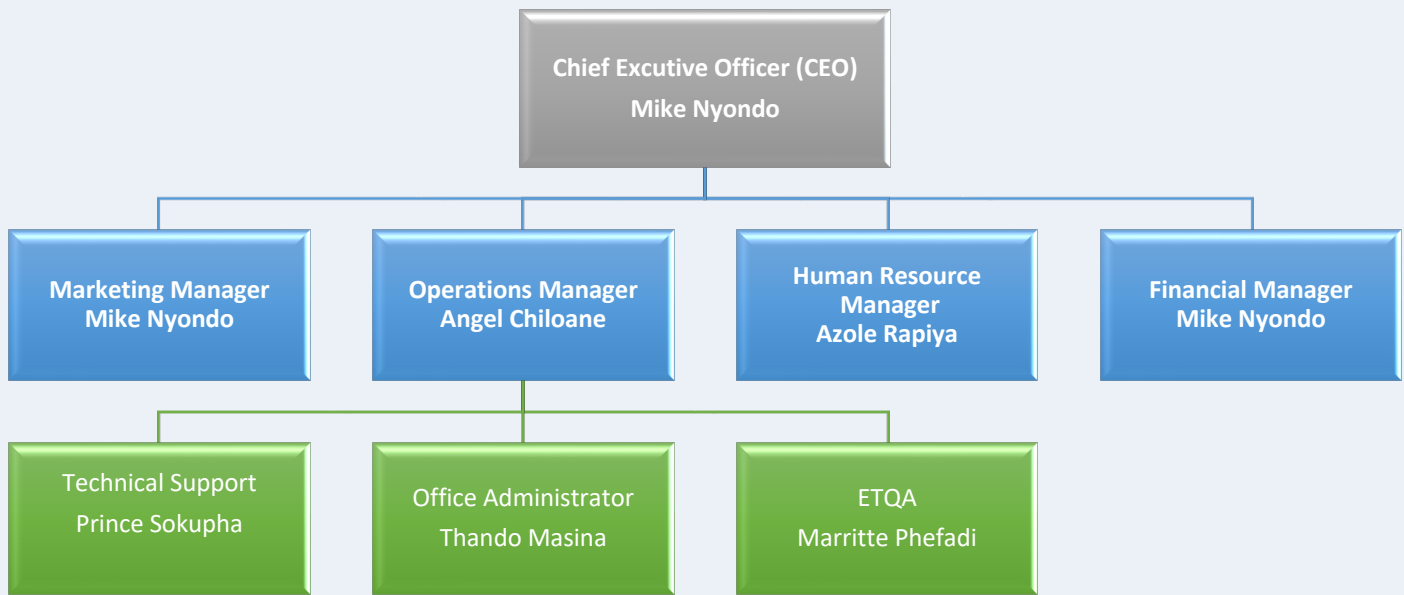 Chief Excutive Officer (CEO)
Mike Nyondo
Marketing Manager
Mike Nyondo
Operations Manager
Angel Chiloane
Human Resource
Manager
Azole Rapiya
Financial Manager
Mike Nyondo
Technical Support
Prince Sokupha
Office Administrator
Thando Masina
ETQA
Marritte Phefadi